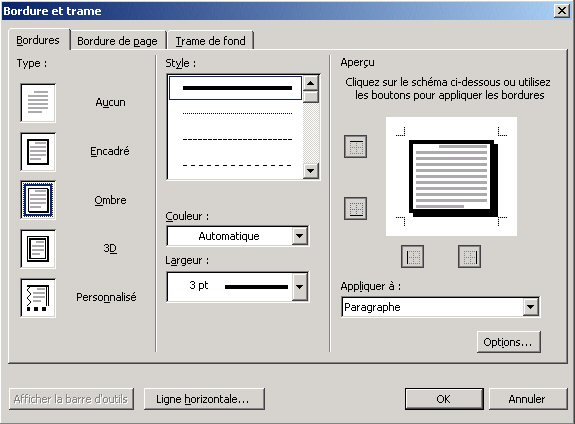 Bordure et trame
Bordures
Bordure de page
Trame de fond
Type :
Aucun
Encadré
Ombre
3D
Personnalisé
Style :
Couleur :
Automatique
Largeur :
3 pt
Aperçu
Cliquez sur le schéma ci-dessous ou utilisez
les boutons pour appliquer les bordures
Appliquer à :
Paragraphe
Options...
Afficher la barre d'outils
Ligne horizontale...
OK
Annuler